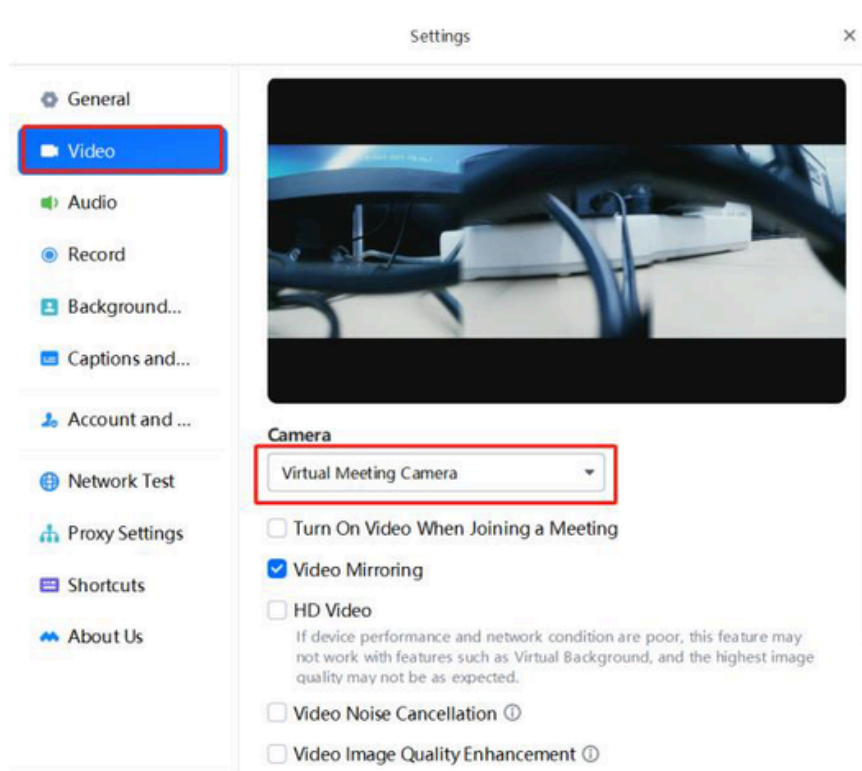 Settings
General
Video
Audio
Record
Background...
Captions and...
Account and ...
Network Test
Proxy Settings
Shortcuts
About Us
Camera
Virtual Meeting Camera
Turn On Video When Joining a Meeting
Video Mirroring
HD Video
If device performance and network condition are poor, this feature may
not work with features such as Virtual Background, and the highest image
quality may not be as expected.
Video Noise Cancellation
Video Image Quality Enhancement